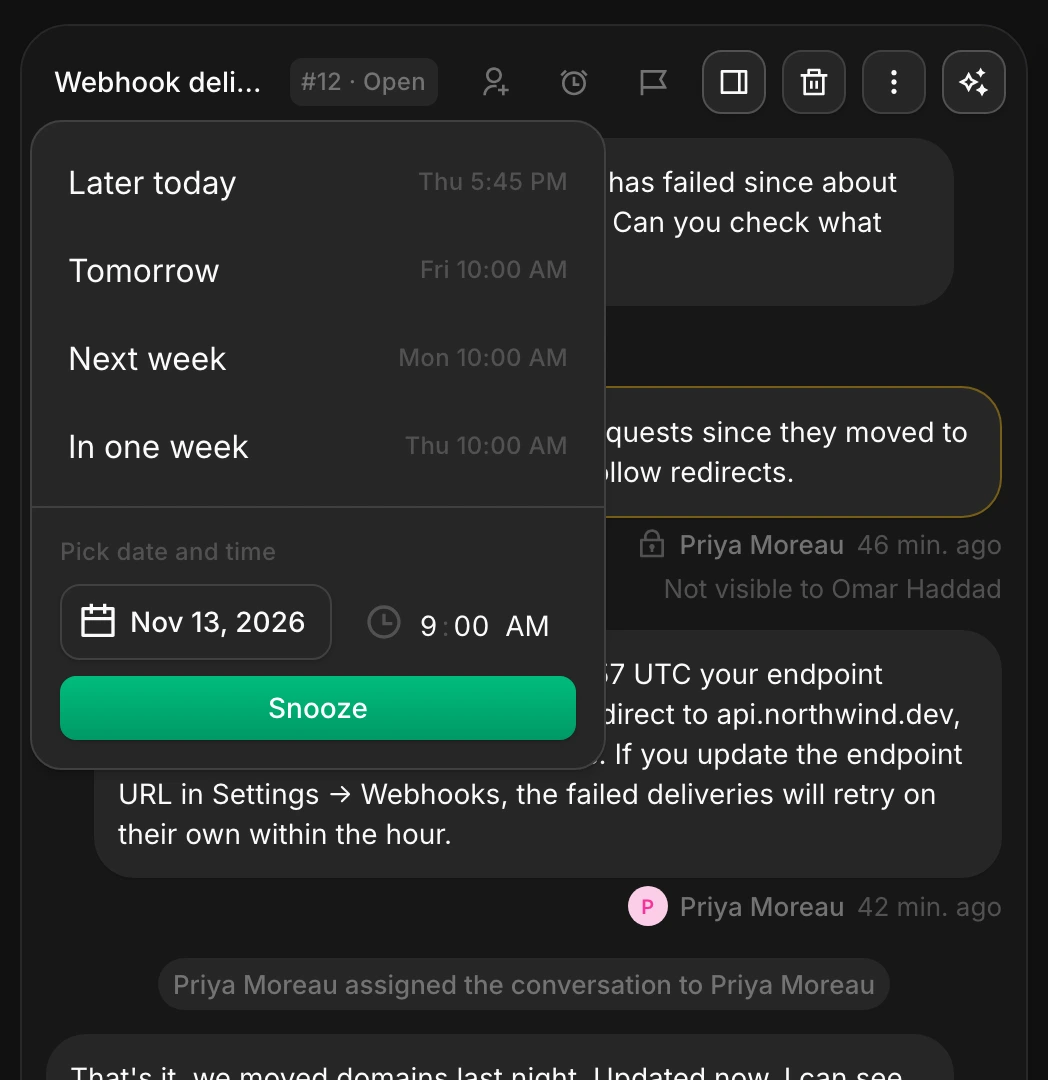 Webhook deli...
#12 · Open
Later today Thu 5:45 PM
Tomorrow Fri 10:00 AM
Next week Mon 10:00 AM
In one week Thu 10:00 AM
Pick date and time
Nov 13, 2026 9:00 AM
Snooze
has failed since about
Can you check what
quests since they moved to
ollow redirects.
Priya Moreau 46 min. ago
Not visible to Omar Haddad
57 UTC your endpoint
direct to api.northwind.dev,
. If you update the endpoint
URL in Settings → Webhooks, the failed deliveries will retry on
their own within the hour.
P Priya Moreau 42 min. ago
Priya Moreau assigned the conversation to Priya Moreau
That's it, we moved domains last night. Updated now, I can see